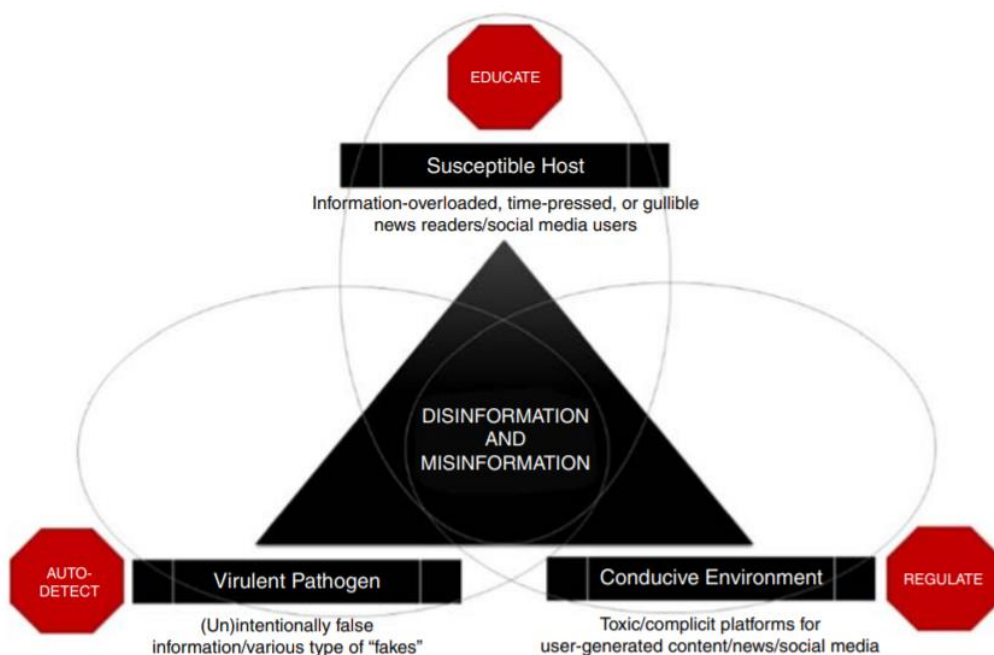 EDUCATE
Susceptible Host
Information-overloaded, time-pressed, or gullible
news readers/social media users
DISINFORMATION
AND
MISINFORMATION
AUTO-
DETECT
Virulent Pathogen
(Un)intentionally false
information/various type of “fakes”
Conducive Environment
REGULATE
Toxic/complicit platforms for
user-generated content/news/social media